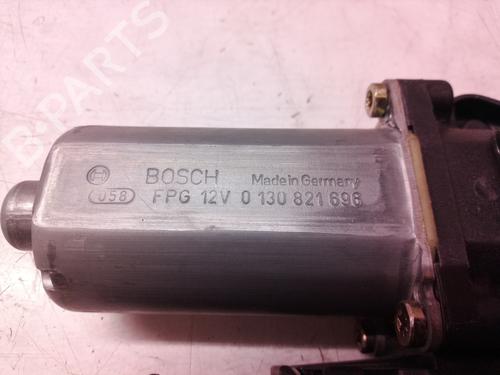 BOSCH Made in Germany
058 FPG 12V 0 130 821 696
B-PARTS